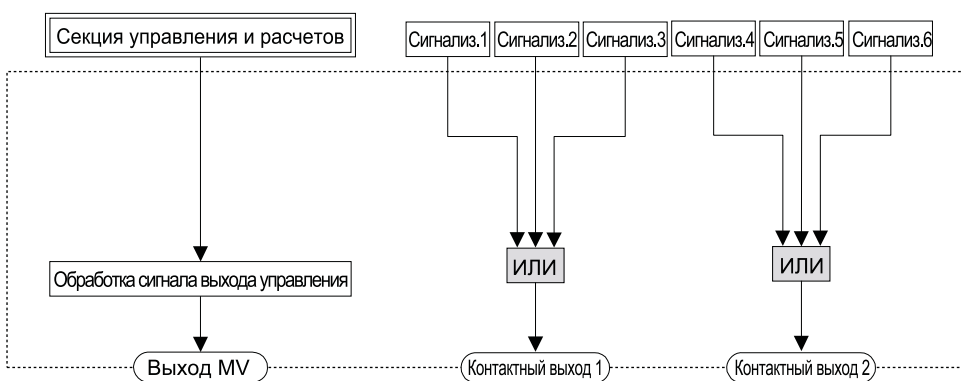 Секция управления и расчетов
Сигнализ.1
Сигнализ.2
Сигнализ.3
Сигнализ.4
Сигнализ.5
Сигнализ.6
ИЛИ
ИЛИ
Обработка сигнала выхода управления
Выход MV
Контактный выход 1
Контактный выход 2